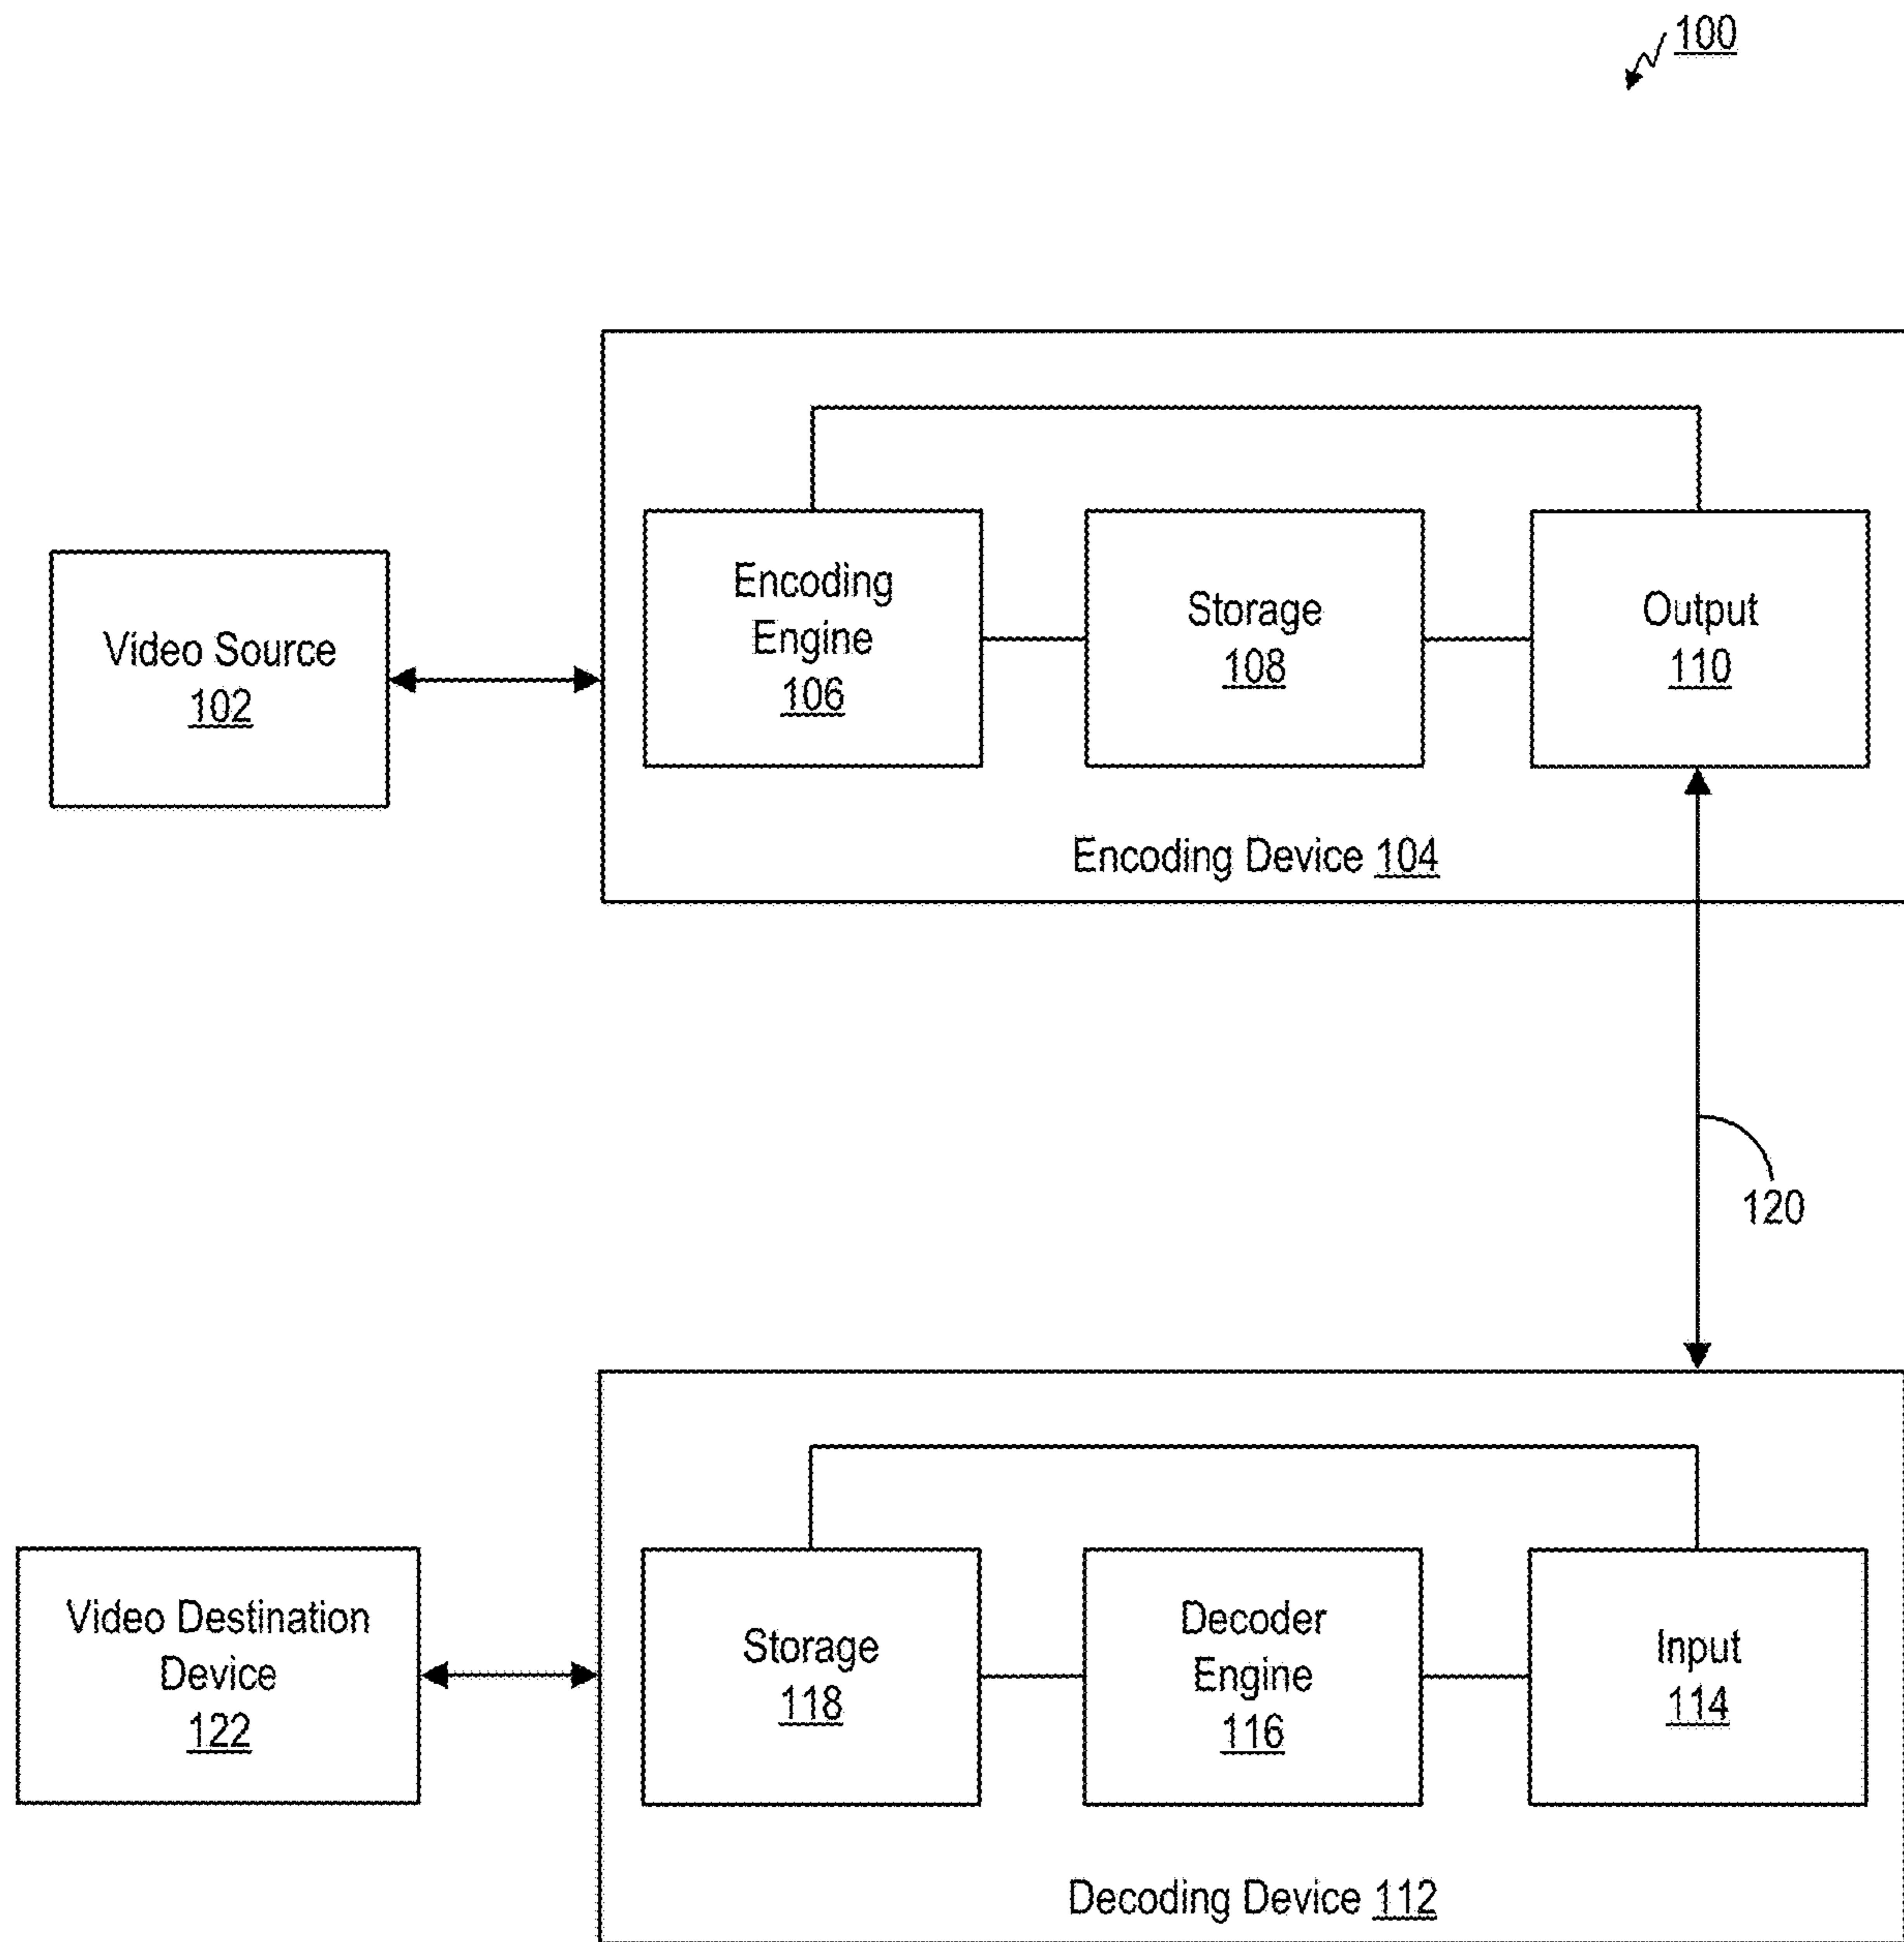 100
Encoding
Engine
106
Storage
108
Output
110
Video Source
102
Encoding Device 104
120
Video Destination
Device
122
Storage
118
Decoder
Engine
116
Input
114
Decoding Device 112